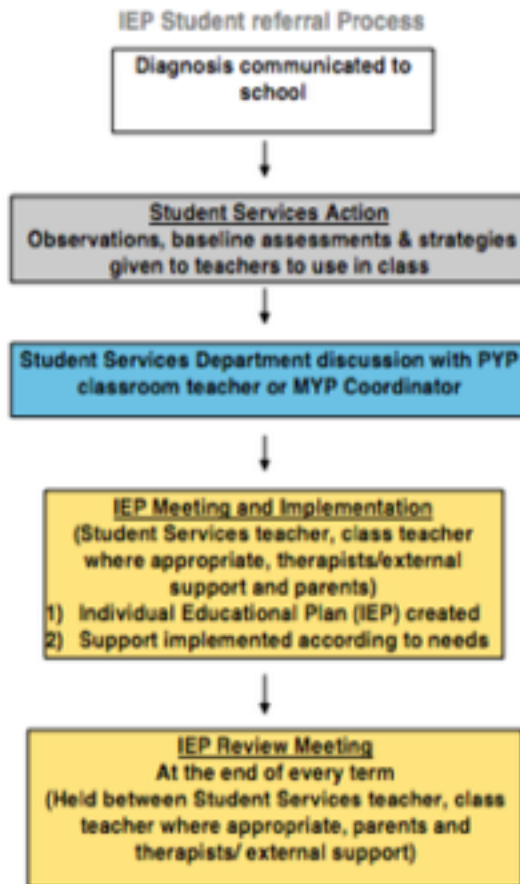 IEP Student referral Process
Diagnosis communicated to
school
Student Services Action
Observations, baseline assessments & strategies
given to teachers to use in class
Student Services Department discussion with PYP
classroom teacher or MYP Coordinator
IEP Meeting and Implementation
(Student Services teacher, class teacher
where appropriate, therapists/external
support and parents)
1) Individual Educational Plan (IEP) created
2) Support implemented according to needs
IEP Review Meeting
At the end of every term
(Held between Student Services teacher, class
teacher where appropriate, parents and
therapists/ external support)